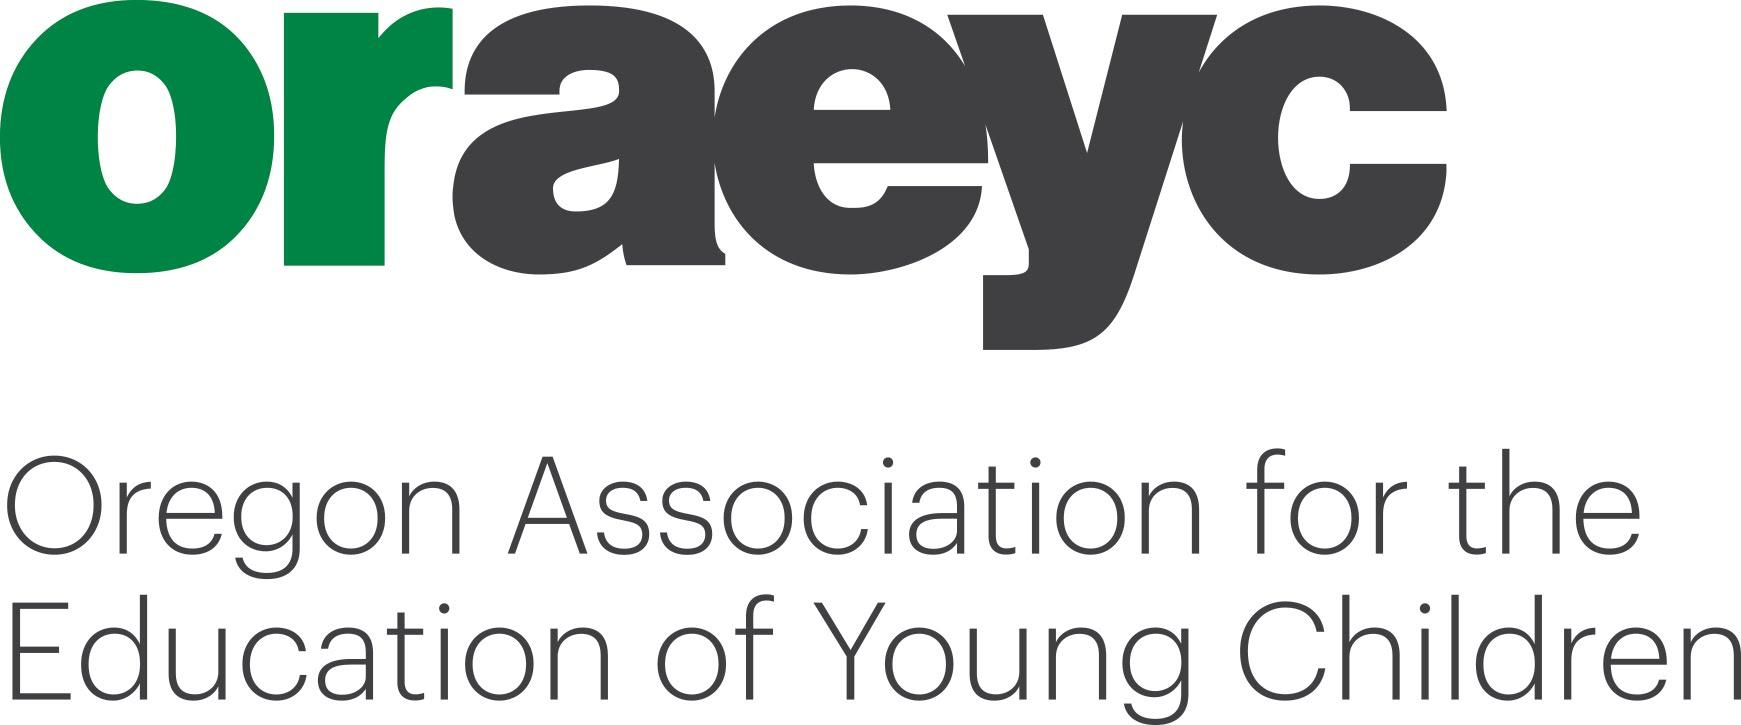 oraeyc
Oregon Association for the
Education of Young Children